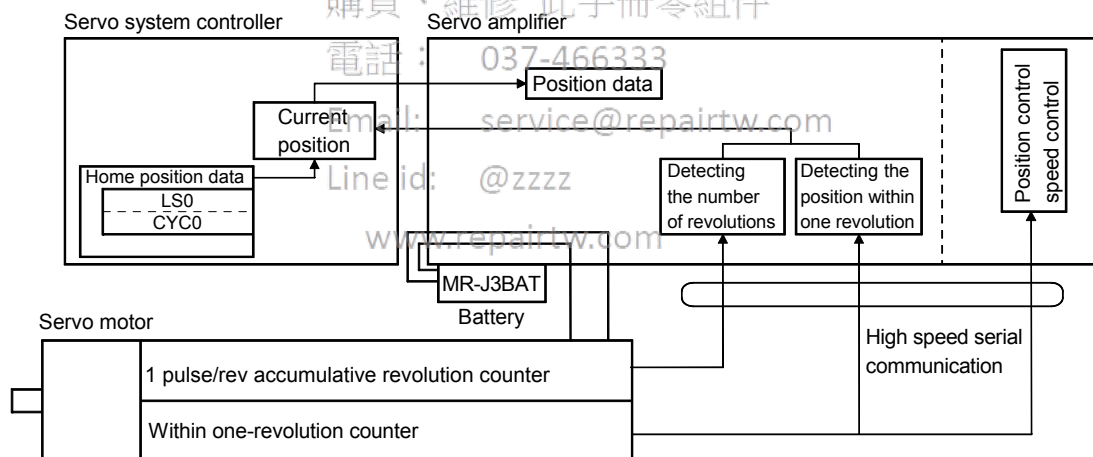 購買、維修 此手冊零組件
Servo system controller
Servo amplifier
電話： 037-466333
Position data
Current
position
Email: service@repairtw.com
Home position data
LS0
CYC0
Line id: @zzzz
Detecting
the number
of revolutions
Detecting the
position within
one revolution
Position control
speed control
www.repairtw.com
MR-J3BAT
Battery
Servo motor
High speed serial
communication
1 pulse/rev accumulative revolution counter
Within one-revolution counter